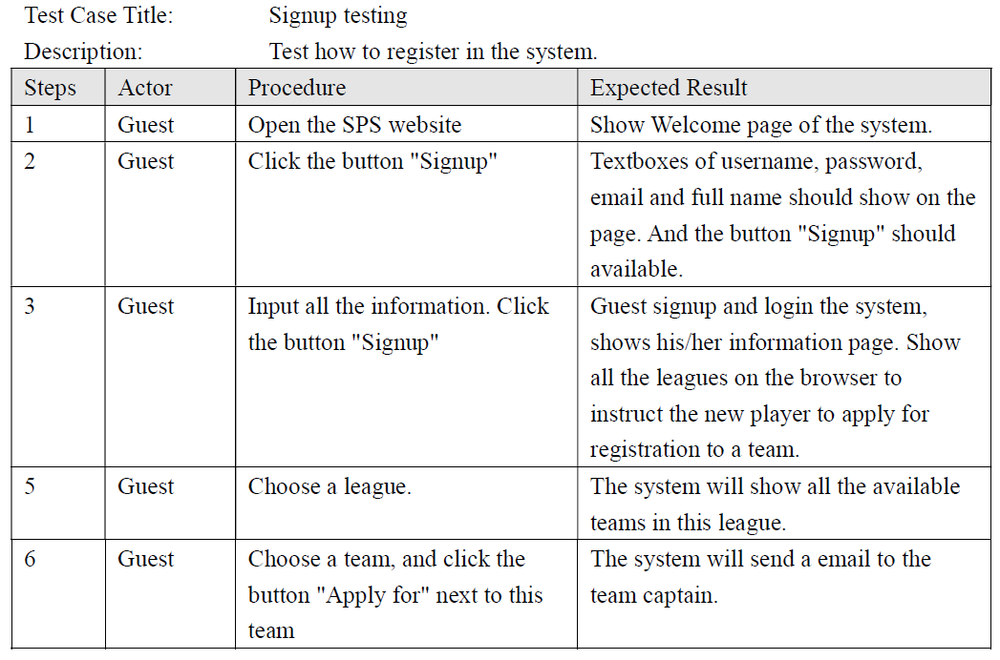 Test Case Title: Signup testing
Description: Test how to register in the system.
Steps Actor Procedure Expected Result
1 Guest Open the SPS website Show Welcome page of the system.
2 Guest Click the button "Signup" Textboxes of username, password,
email and full name should show on the
page. And the button "Signup" should
available.
3 Guest Input all the information. Click Guest signup and login the system,
the button "Signup" shows his/her information page. Show
all the leagues on the browser to
instruct the new player to apply for
registration to a team.
5 Guest Choose a league. The system will show all the available
teams in this league.
6 Guest Choose a team, and click the The system will send a email to the
button "Apply for" next to this team captain.
team